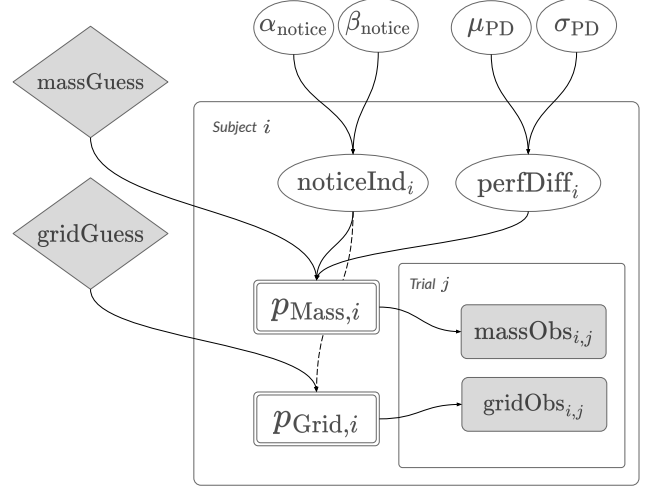 α_notice β_notice μ_PD σ_PD
massGuess
Subject i
noticeInd_i perfDiff_i
gridGuess
Trial j
p_Mass,i
massObs_i,j
gridObs_i,j
p_Grid,i